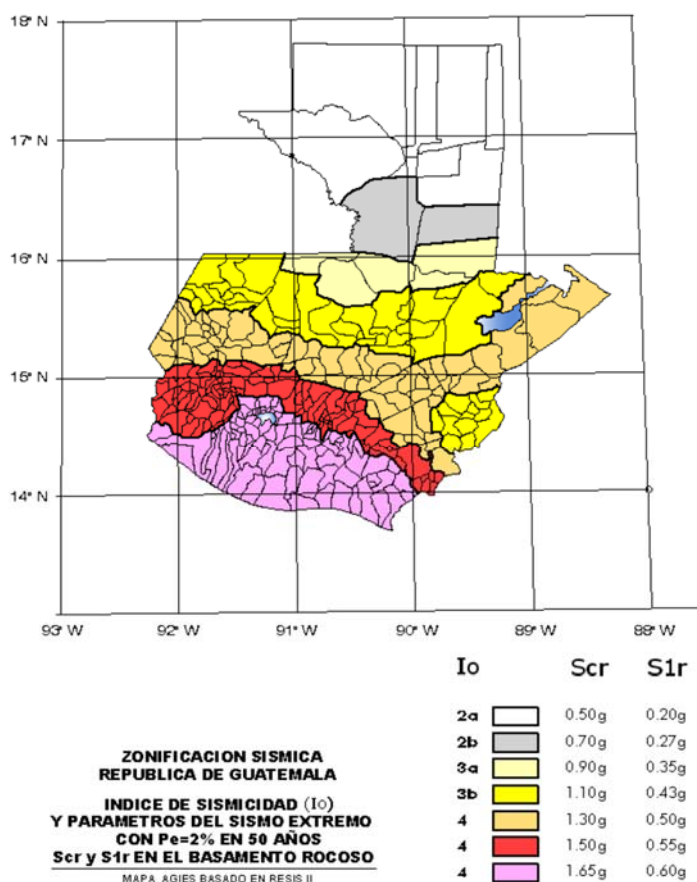 18° N
17° N
16° N
15° N
14° N
93° W 92° W 91° W 90° W 89° W 88° W
Io Scr S1r
2a 0.50g 0.20g
2b 0.70g 0.27g
3a 0.90g 0.35g
3b 1.10g 0.43g
4 1.30g 0.50g
4 1.50g 0.55g
4 1.65g 0.60g
ZONIFICACION SISMICA
REPUBLICA DE GUATEMALA
INDICE DE SISMICIDAD (Io)
Y PARAMETROS DEL SISMO EXTREMO
CON Pe=2% EN 50 AÑOS
Scr y S1r EN EL BASAMENTO ROCOSO
MAPA AGIES BASADO EN RESIS II